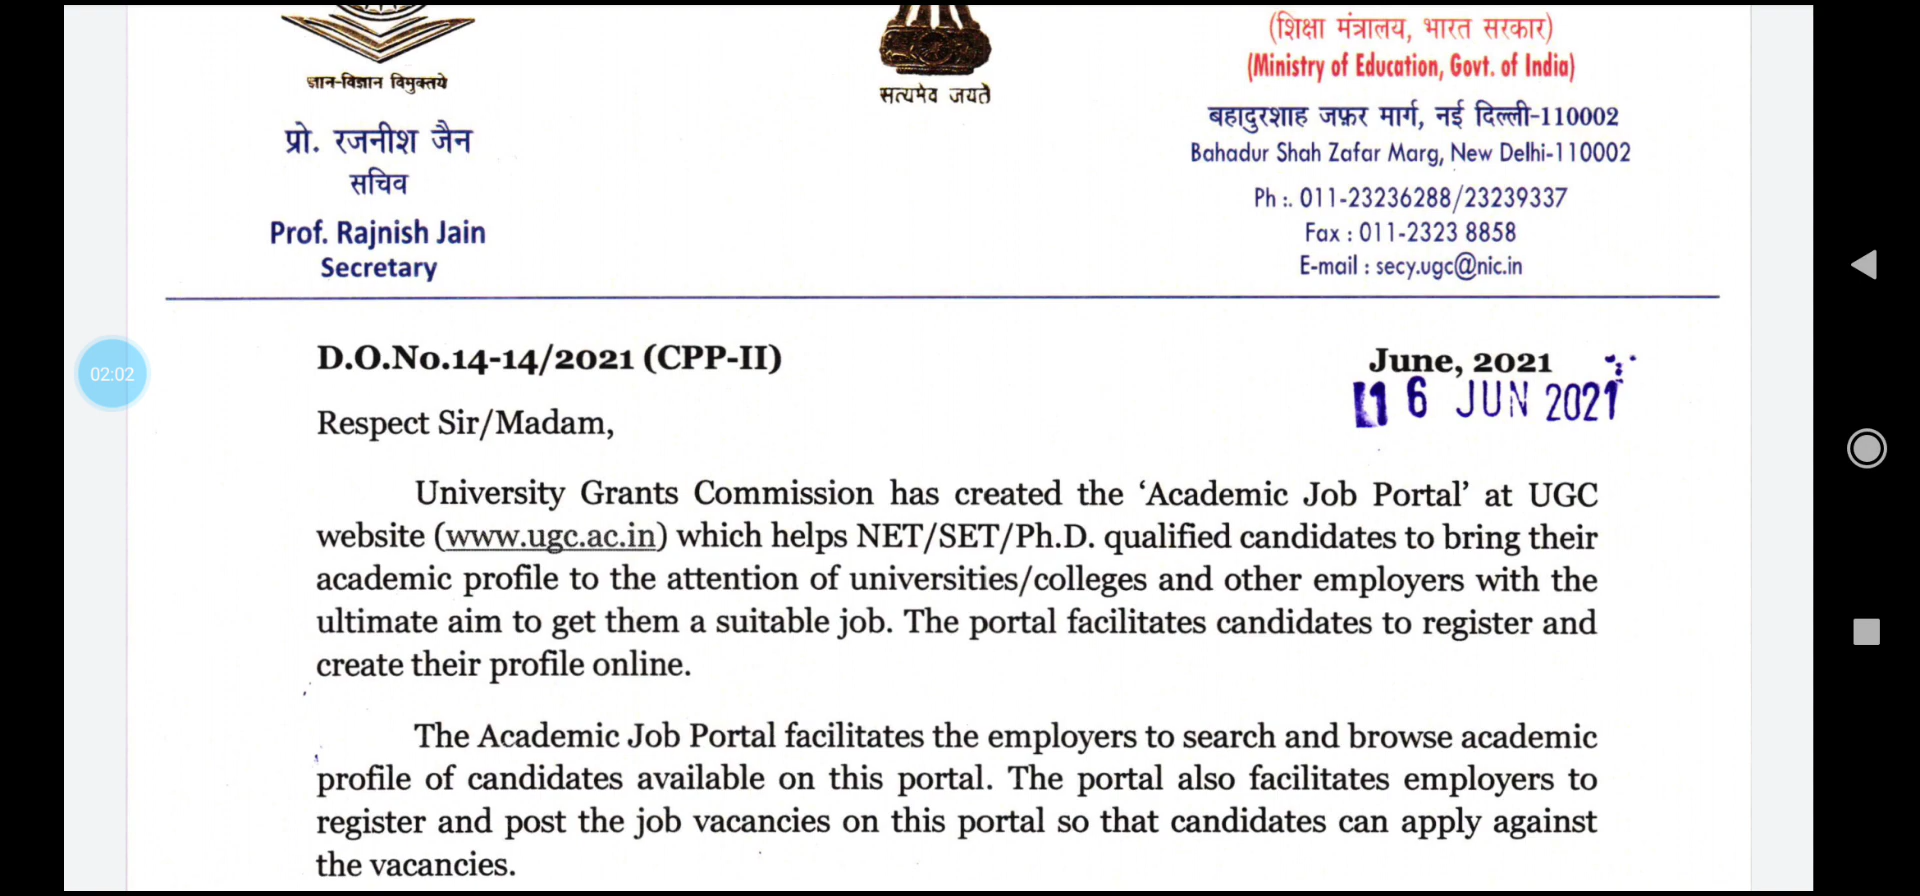 ज्ञान-विज्ञान विमुक्तये
प्रो. रजनीश जैन
सचिव
Prof. Rajnish Jain
Secretary
सत्यमेव जयते
(शिक्षा मंत्रालय, भारत सरकार)
(Ministry of Education, Govt. of India)
बहादुरशाह जफ़र मार्ग, नई दिल्ली-110002
Bahadur Shah Zafar Marg, New Delhi-110002
Ph :. 011-23236288/23239337
Fax : 011-2323 8858
E-mail : secy.ugc@nic.in
02:02
D.O.No.14-14/2021 (CPP-II)
June, 2021
16 JUN 2021
Respect Sir/Madam,
University Grants Commission has created the ‘Academic Job Portal’ at UGC
website (www.ugc.ac.in) which helps NET/SET/Ph.D. qualified candidates to bring their
academic profile to the attention of universities/colleges and other employers with the
ultimate aim to get them a suitable job. The portal facilitates candidates to register and
create their profile online.
The Academic Job Portal facilitates the employers to search and browse academic
profile of candidates available on this portal. The portal also facilitates employers to
register and post the job vacancies on this portal so that candidates can apply against
the vacancies.